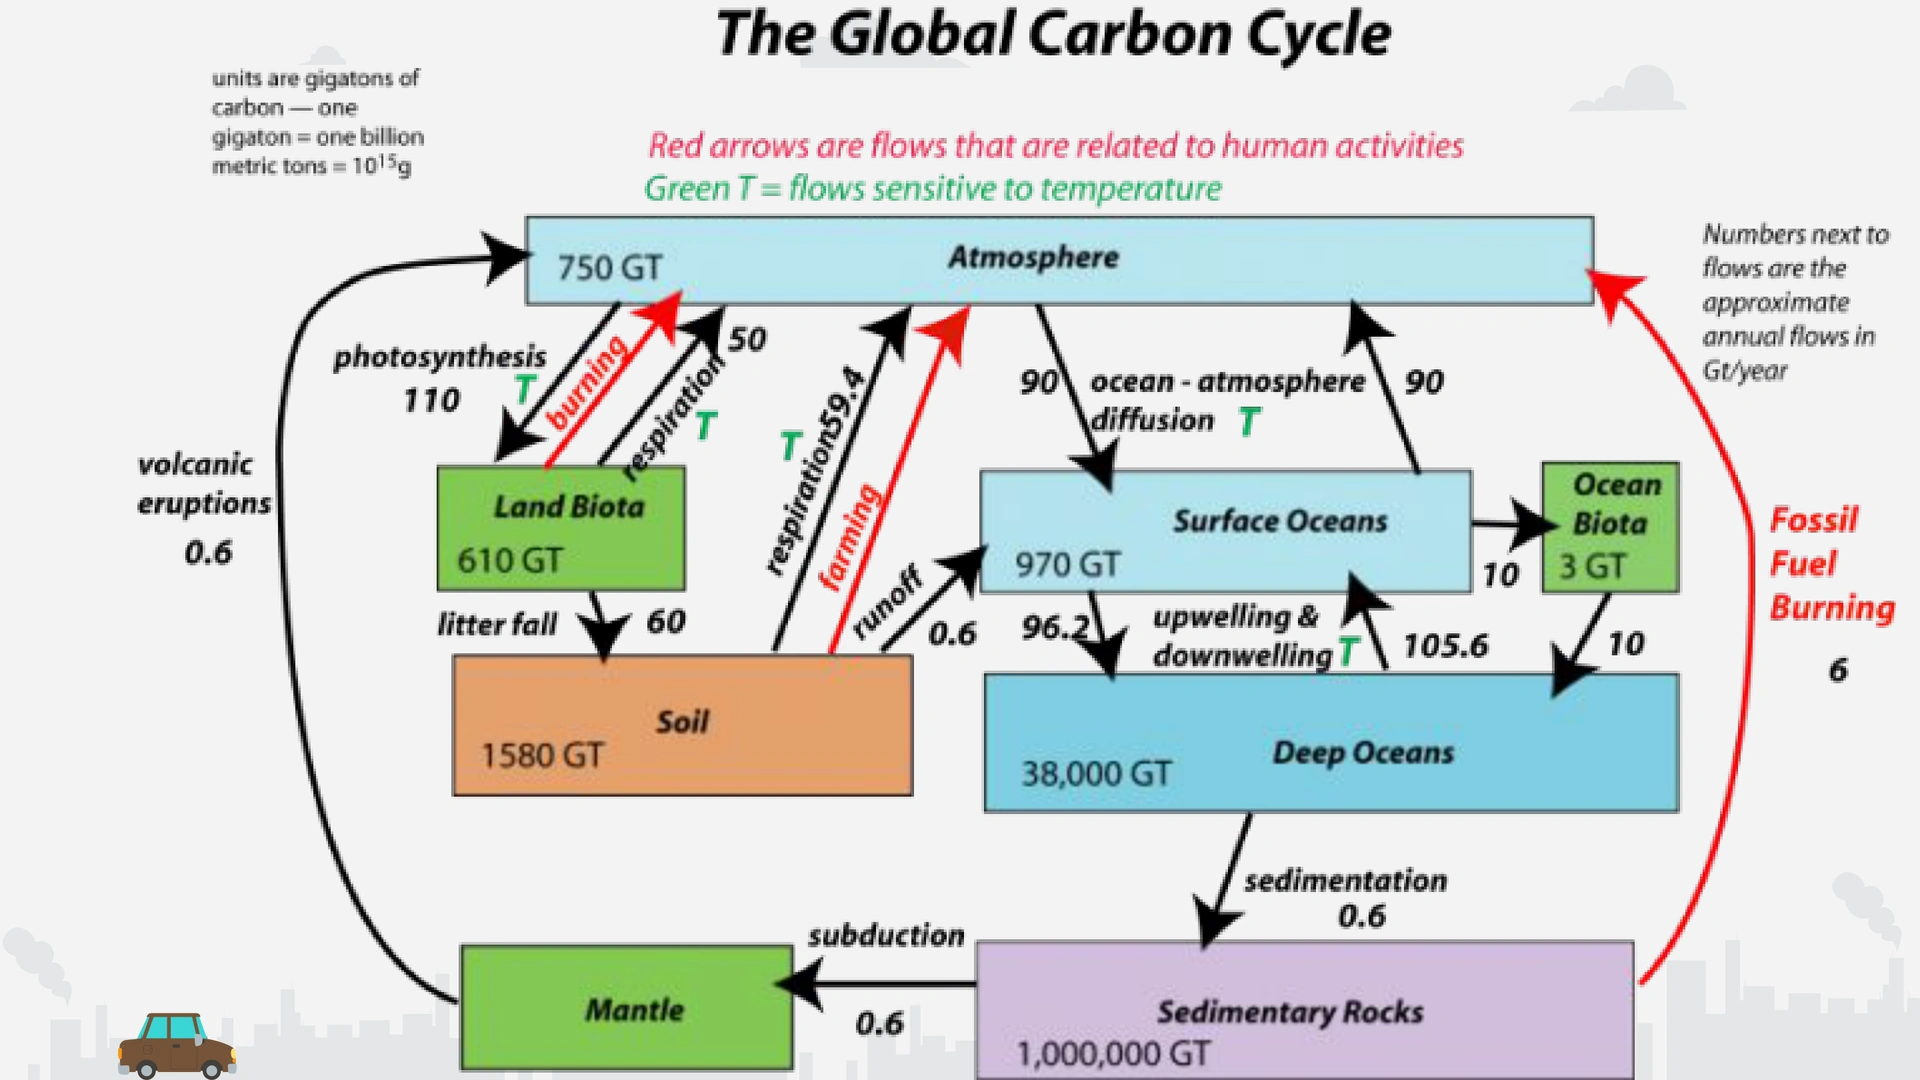 The Global Carbon Cycle
units are gigatons of
carbon — one
gigaton = one billion
metric tons = 10¹⁵g
Red arrows are flows that are related to human activities
Green T = flows sensitive to temperature
Numbers next to
flows are the
approximate
annual flows in
Gt/year
750 GT
Atmosphere
photosynthesis
110
T
burning
respiration
50
T
respiration
59.4
T
farming
90
ocean - atmosphere
diffusion T
90
volcanic
eruptions
0.6
Land Biota
610 GT
Surface Oceans
970 GT
Ocean
Biota
3 GT
10
Fossil
Fuel
Burning
6
litter fall
60
runoff
0.6
96.2
upwelling &
downwelling T
105.6
10
Soil
1580 GT
Deep Oceans
38,000 GT
sedimentation
0.6
subduction
0.6
Mantle
Sedimentary Rocks
1,000,000 GT